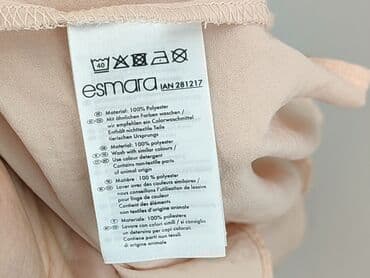 40
esmara IAN 281217
Material: 100% Polyester
Mit ähnlichen Farben waschen /
wir empfehlen ein Colorwaschmittel
Enthält nichttextile Teile
tierischen Ursprungs
Material: 100 % Polyester
Wash with similar colours /
Use colour detergent
Contains non-textile parts
of animal origin
Matière : 100 % polyester
Laver avec des couleurs similaires /
nous conseillons l'utilisation de lessive
pour linge de couleur
Contient des éléments
non textiles d'origine animale
Material: 100% poliestere
Lavare con colori simili / si consiglia
un detersivo per capi colorati
Contiene parti non tessili
di origine animale